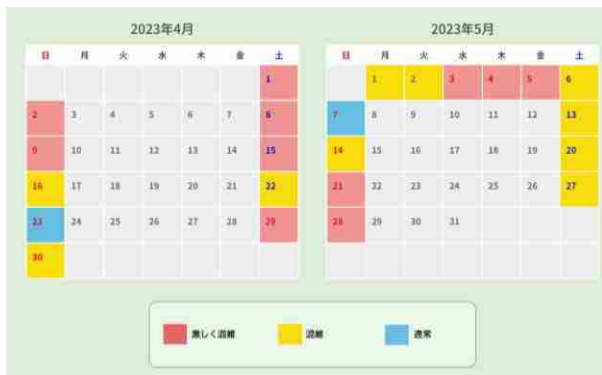 2023年4月
日 月 火 水 木 金 土
1
2 3 4 5 6 7 8
9 10 11 12 13 14 15
16 17 18 19 20 21 22
23 24 25 26 27 28 29
30
2023年5月
日 月 火 水 木 金 土
1 2 3 4 5 6
7 8 9 10 11 12 13
14 15 16 17 18 19 20
21 22 23 24 25 26 27
28 29 30 31
激しく混雑 混雑 通常